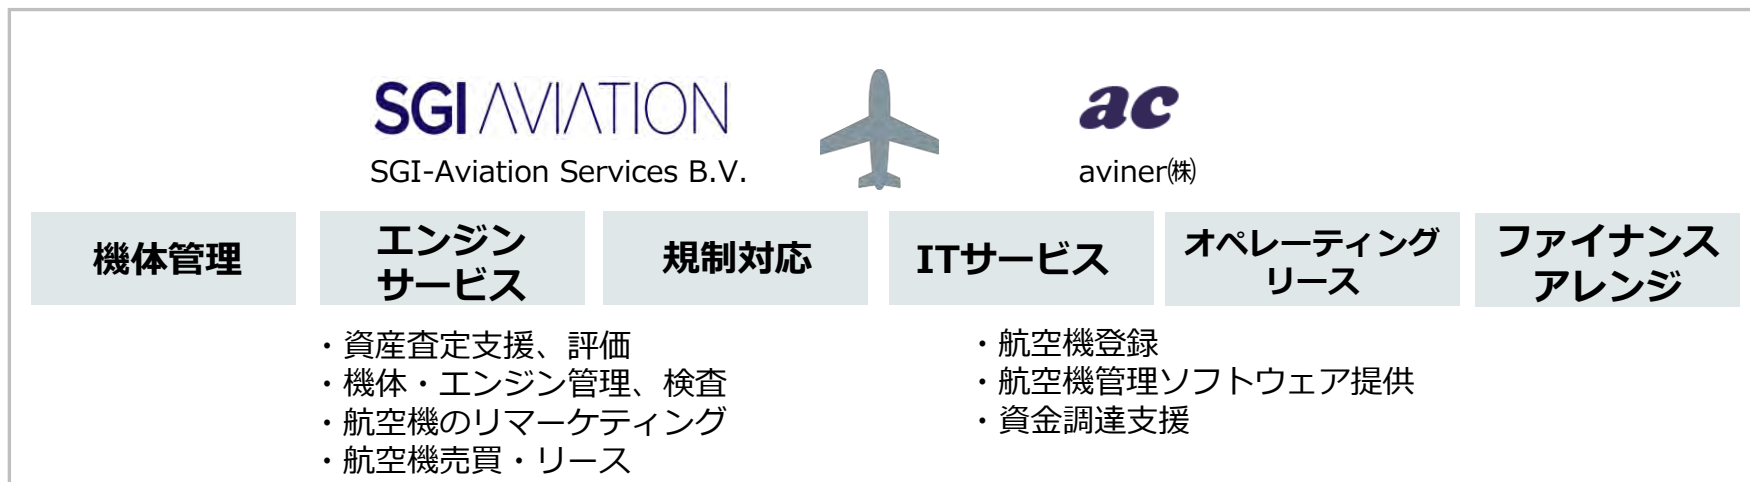 SGI AVIATION
ac
SGI-Aviation Services B.V.
aviner㈱
機体管理
エンジン
サービス
規制対応
ITサービス
オペレーティング
リース
ファイナンス
アレンジ
・資産査定支援、評価
・機体・エンジン管理、検査
・航空機のリマーケティング
・航空機売買・リース
・航空機登録
・航空機管理ソフトウェア提供
・資金調達支援